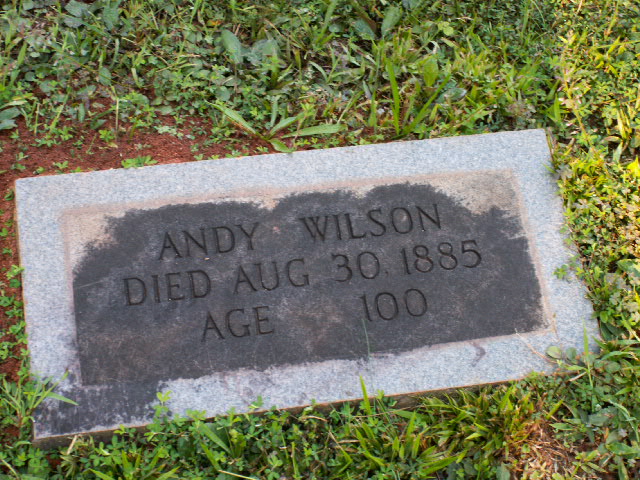 ANDY WILSON
DIED AUG 30. 1885
AGE 100